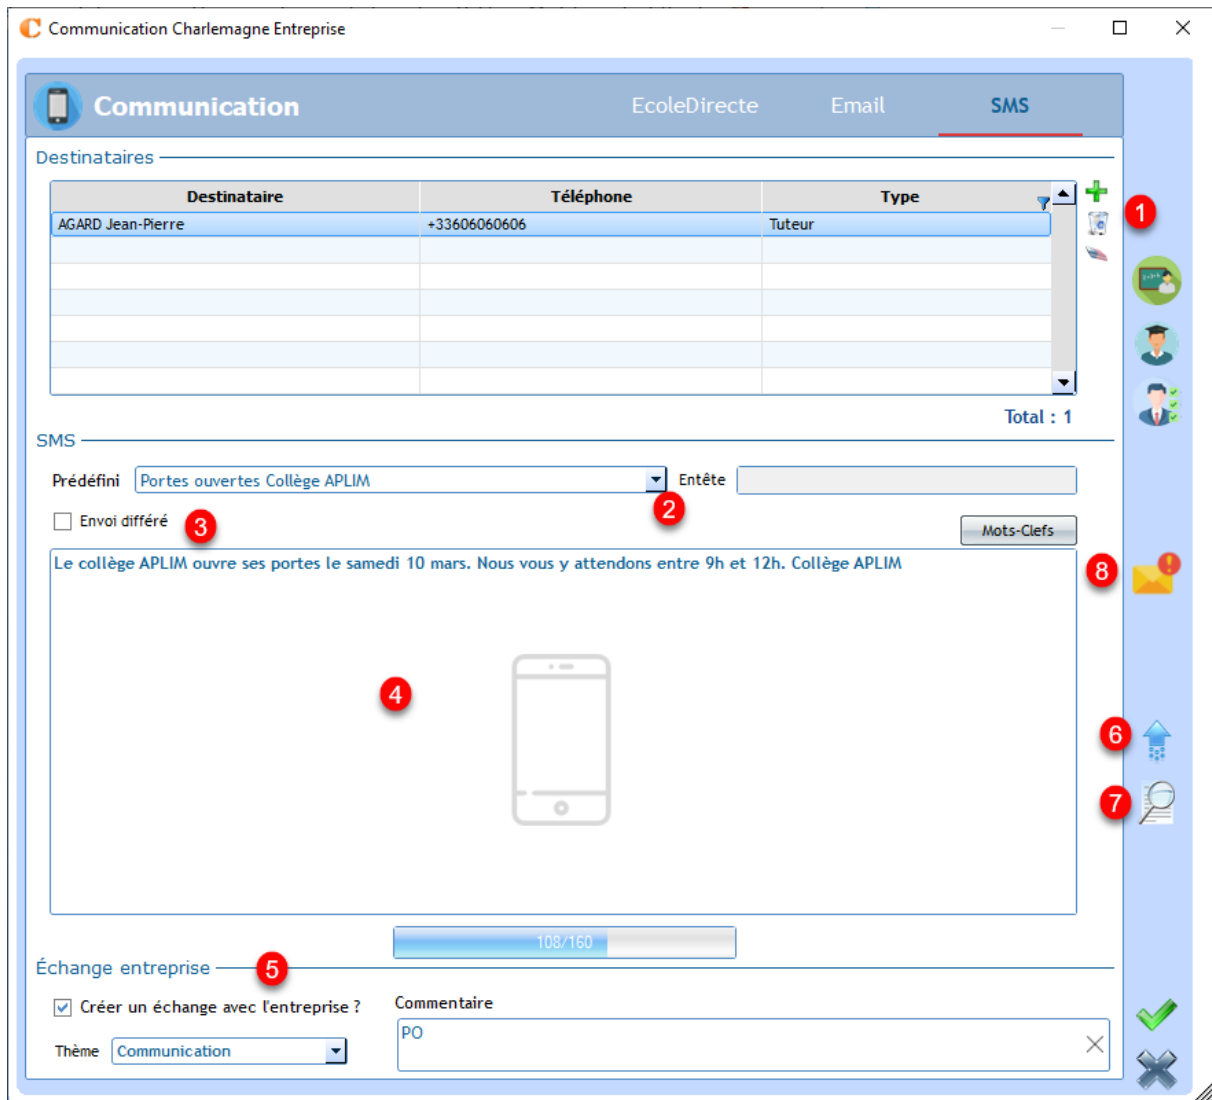 Communication Charlemagne Entreprise
Communication
EcoleDirecte
Email
SMS
Destinataires
Destinataire Téléphone Type
AGARD Jean-Pierre +33606060606 Tuteur
1
Total : 1
SMS
Prédéfini Portes ouvertes Collège APLIM Entête
2
Envoi différé
3
Mots-Clefs
Le collège APLIM ouvre ses portes le samedi 10 mars. Nous vous y attendons entre 9h et 12h. Collège APLIM
8
4
6
7
108/160
Échange entreprise
5
Créer un échange avec l'entreprise ?
Commentaire
PO
Thème Communication